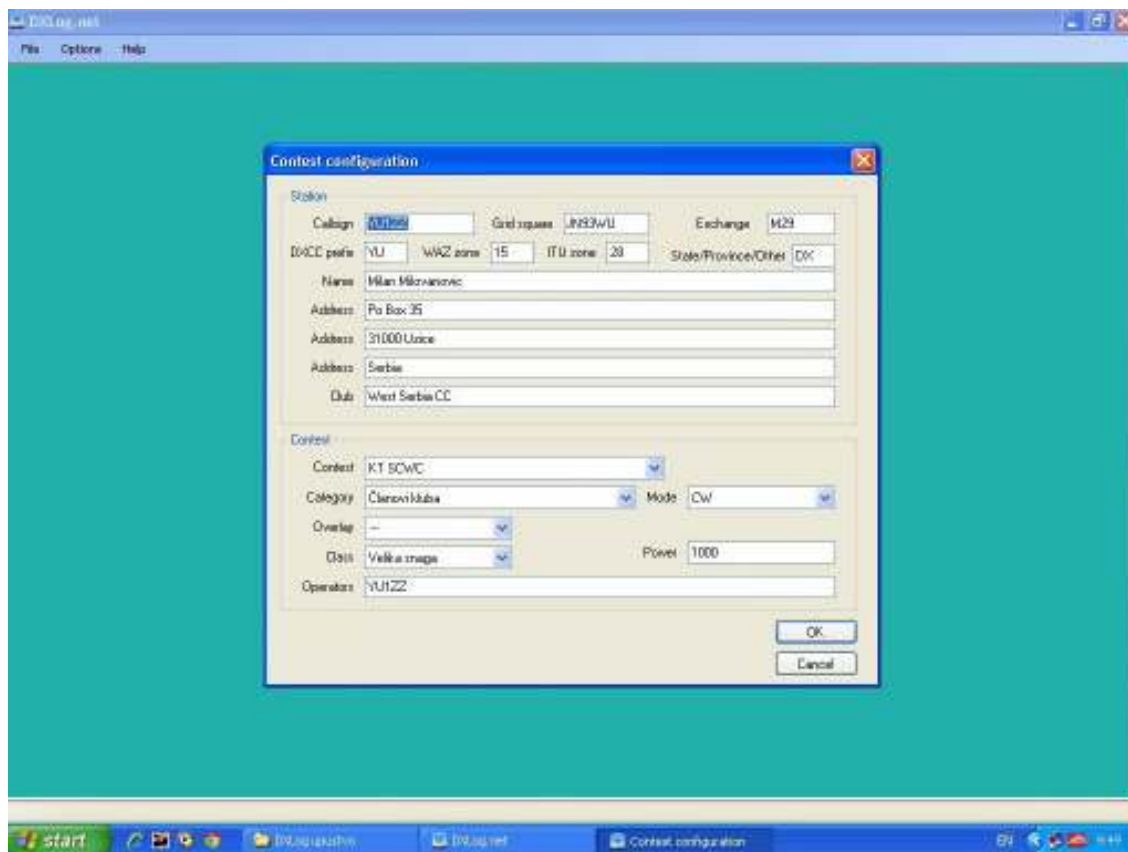 DXLog.net
File Options Help
Contest configuration
Station
Callsign Grid square JN93WU Exchange M29
DXCC prefix YU WAZ zone 15 ITU zone 28 State/Province/Other DX
Name Milan Milovanovic
Address Po Box 35
Address 31000 Uzice
Address Serbia
Club West Serbia CC
Contest
Contest KT SCWC
Category Članovi kluba Mode CW
Overlay --
Class Velika snaga Power 1000
Operators YU1ZZ
OK
Cancel
start DXLog.net Contest configuration EN